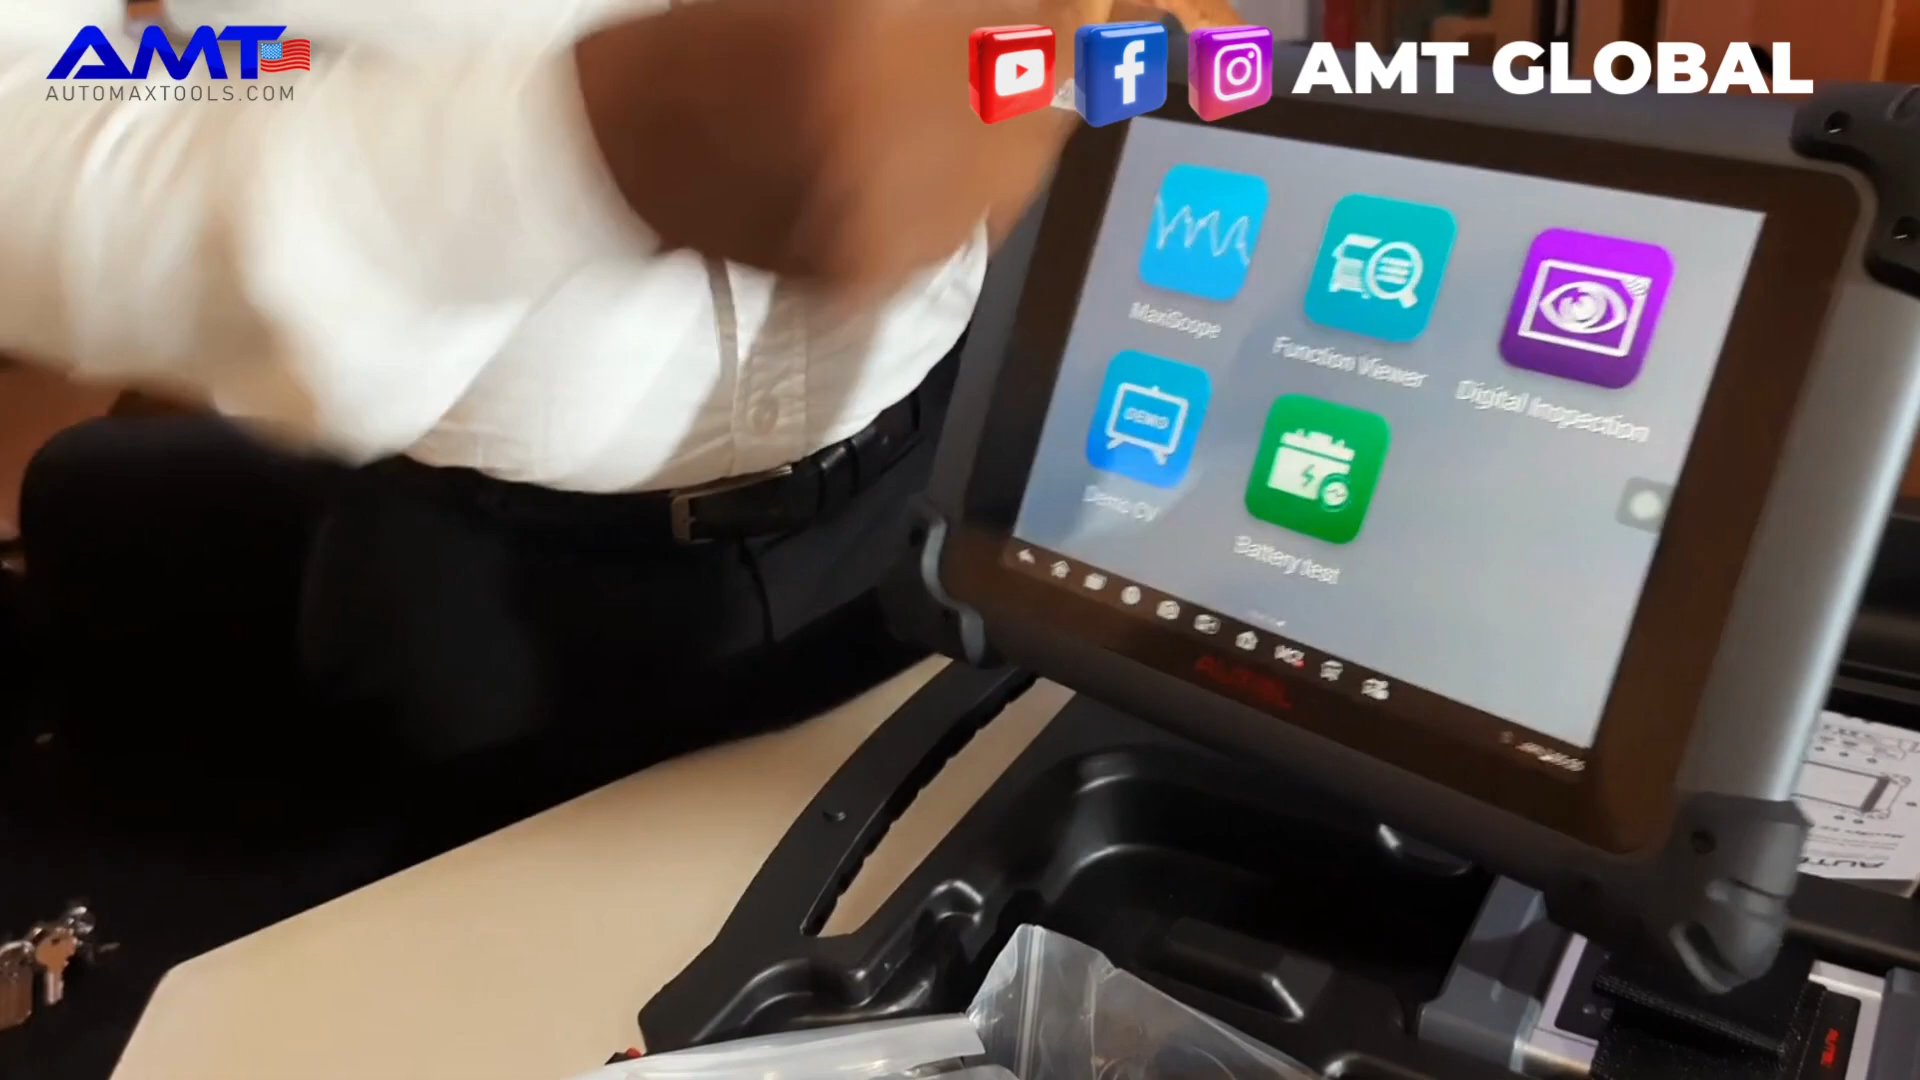 AMT
AUTOMAXTOOLS.COM
AMT GLOBAL
MaxiScope
Function Viewer
Digital Inspection
DEMO
Demo CV
Battery test
AUTEL